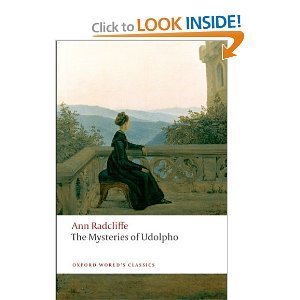 Click to LOOK INSIDE!
Ann Radcliffe
The Mysteries of Udolpho
OXFORD WORLD'S CLASSICS